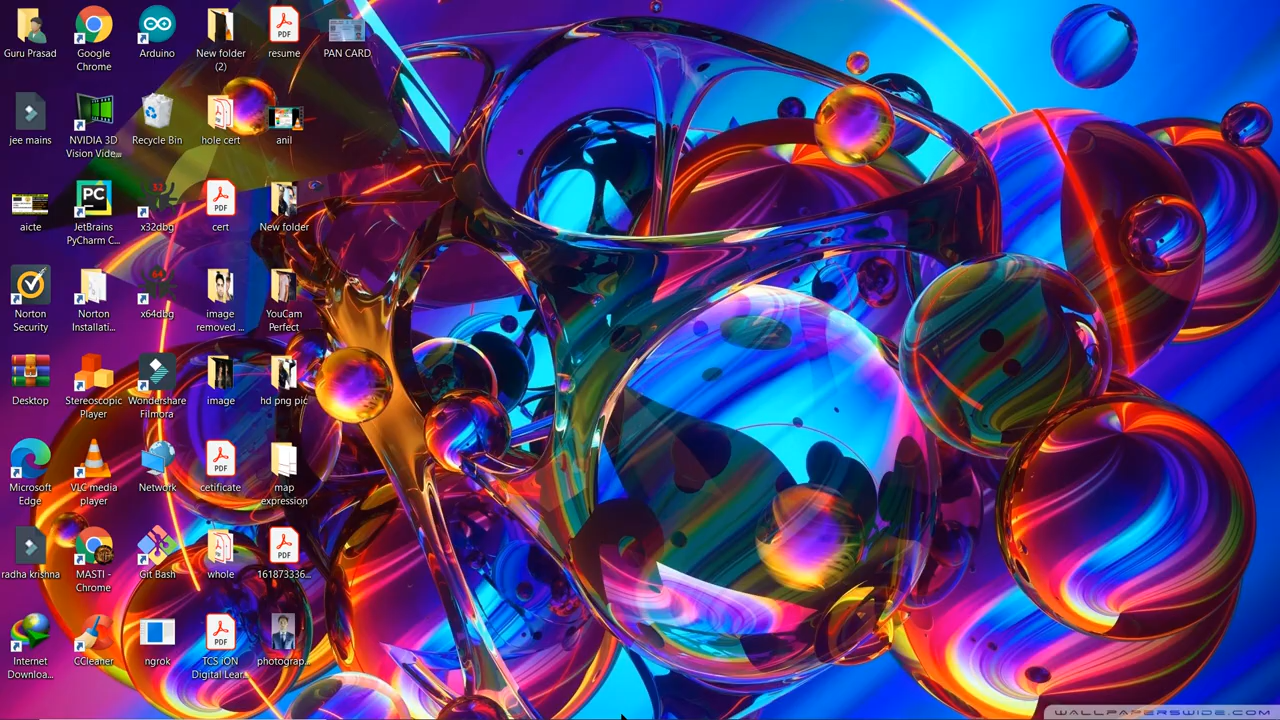 Guru Prasad
Google
Chrome
Arduino
New folder
(2)
resume
PAN CARD
jee mains
NVIDIA 3D
Vision Vide...
Recycle Bin
hole cert
anil
aicte
JetBrains
PyCharm C...
x32dbg
cert
New folder
Norton
Security
Norton
Installati...
x64dbg
image
removed ...
YouCam
Perfect
Desktop
Stereoscopic
Player
Wondershare
Filmora
image
hd png pic
Microsoft
Edge
VLC media
player
Network
cetificate
map
expression
radha krishna
MASTI -
Chrome
Git Bash
whole
161873336...
Internet
Downloa...
CCleaner
ngrok
TCS iON
Digital Lear...
photograp...
WALLPAPERSWIDE.COM